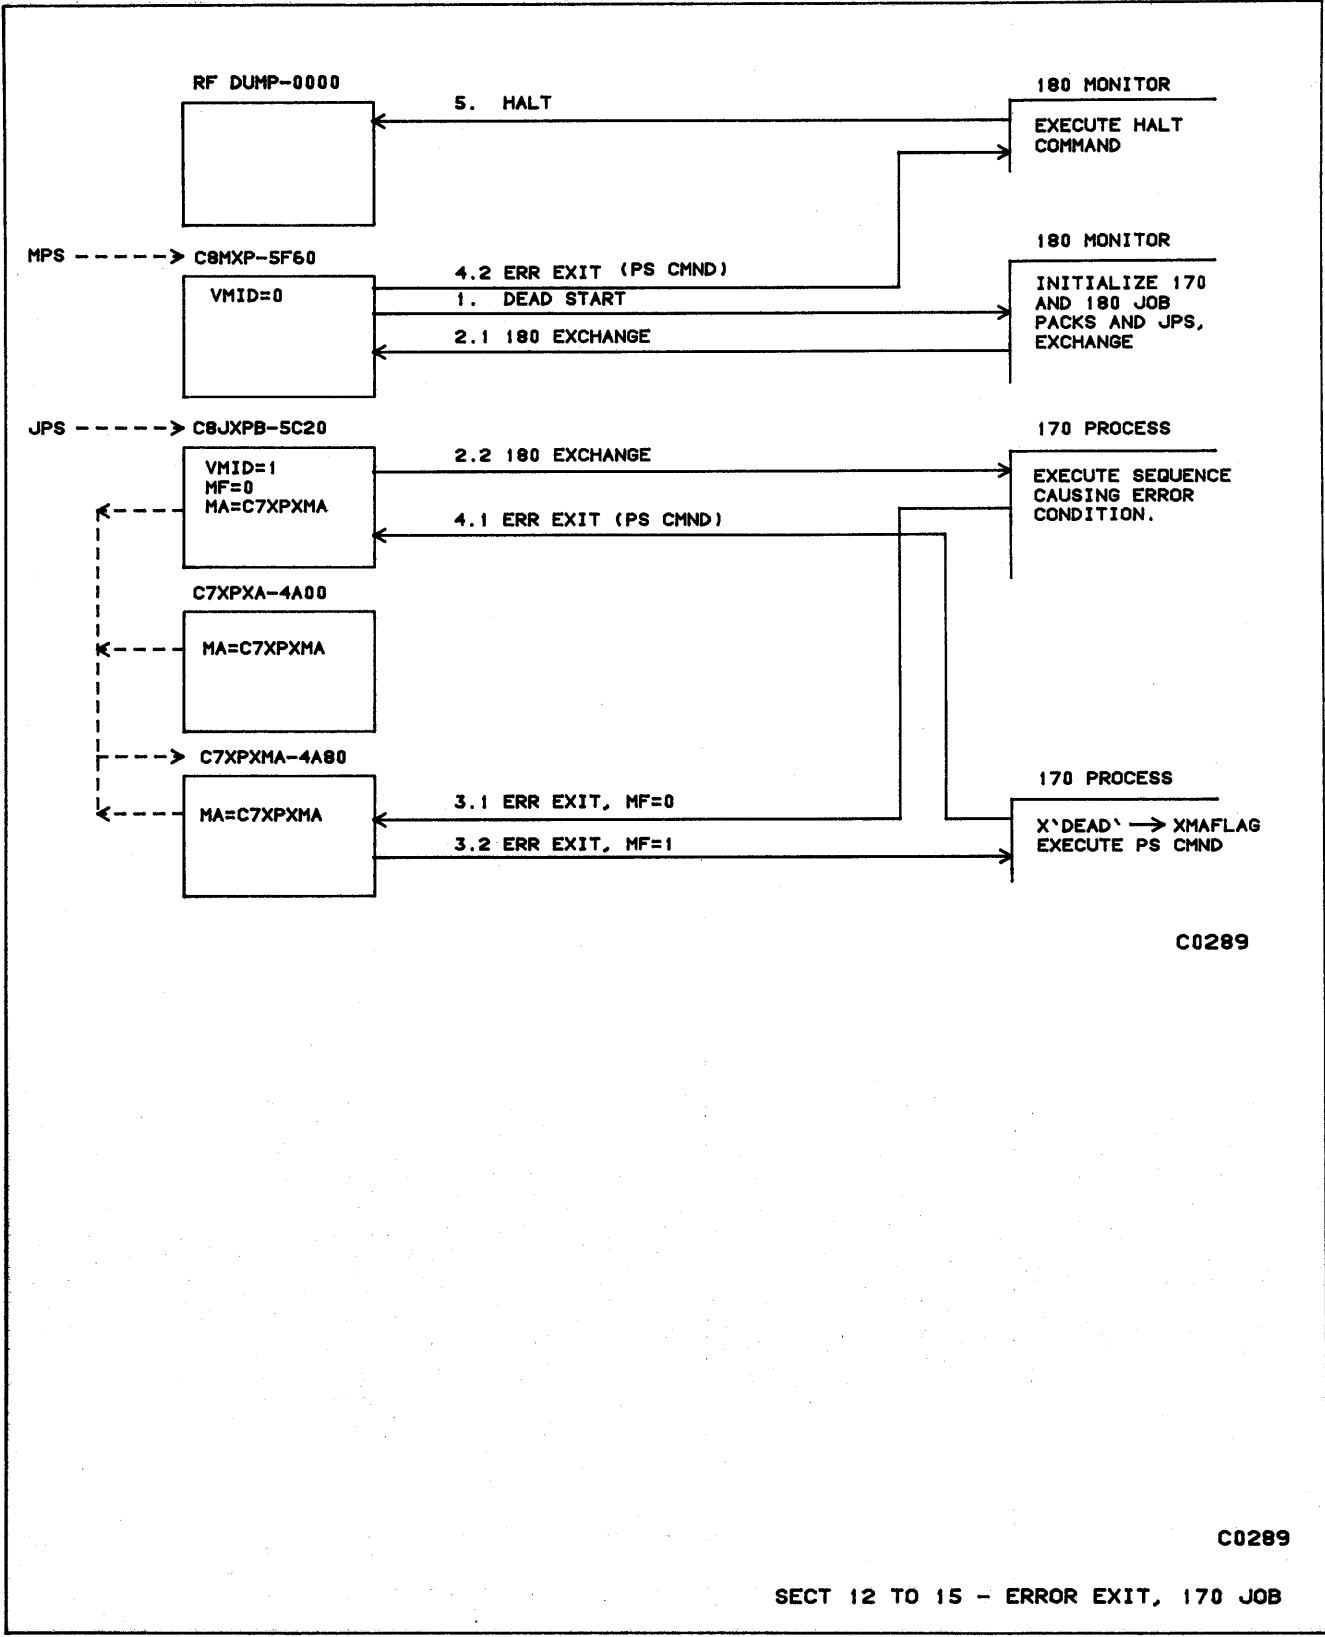 RF DUMP-0000
5. HALT
180 MONITOR
EXECUTE HALT
COMMAND
MPS
C8MXP-5F60
VMID=0
4.2 ERR EXIT (PS CMND)
1. DEAD START
2.1 180 EXCHANGE
180 MONITOR
INITIALIZE 170
AND 180 JOB
PACKS AND JPS,
EXCHANGE
JPS
C8JXPB-5C20
VMID=1
MF=0
MA=C7XPXMA
2.2 180 EXCHANGE
4.1 ERR EXIT (PS CMND)
170 PROCESS
EXECUTE SEQUENCE
CAUSING ERROR
CONDITION.
C7XPXA-4A00
MA=C7XPXMA
C7XPXMA-4A80
MA=C7XPXMA
3.1 ERR EXIT, MF=0
3.2 ERR EXIT, MF=1
170 PROCESS
X`DEAD` → XMAFLAG
EXECUTE PS CMND
C0289
C0289
SECT 12 TO 15 - ERROR EXIT, 170 JOB